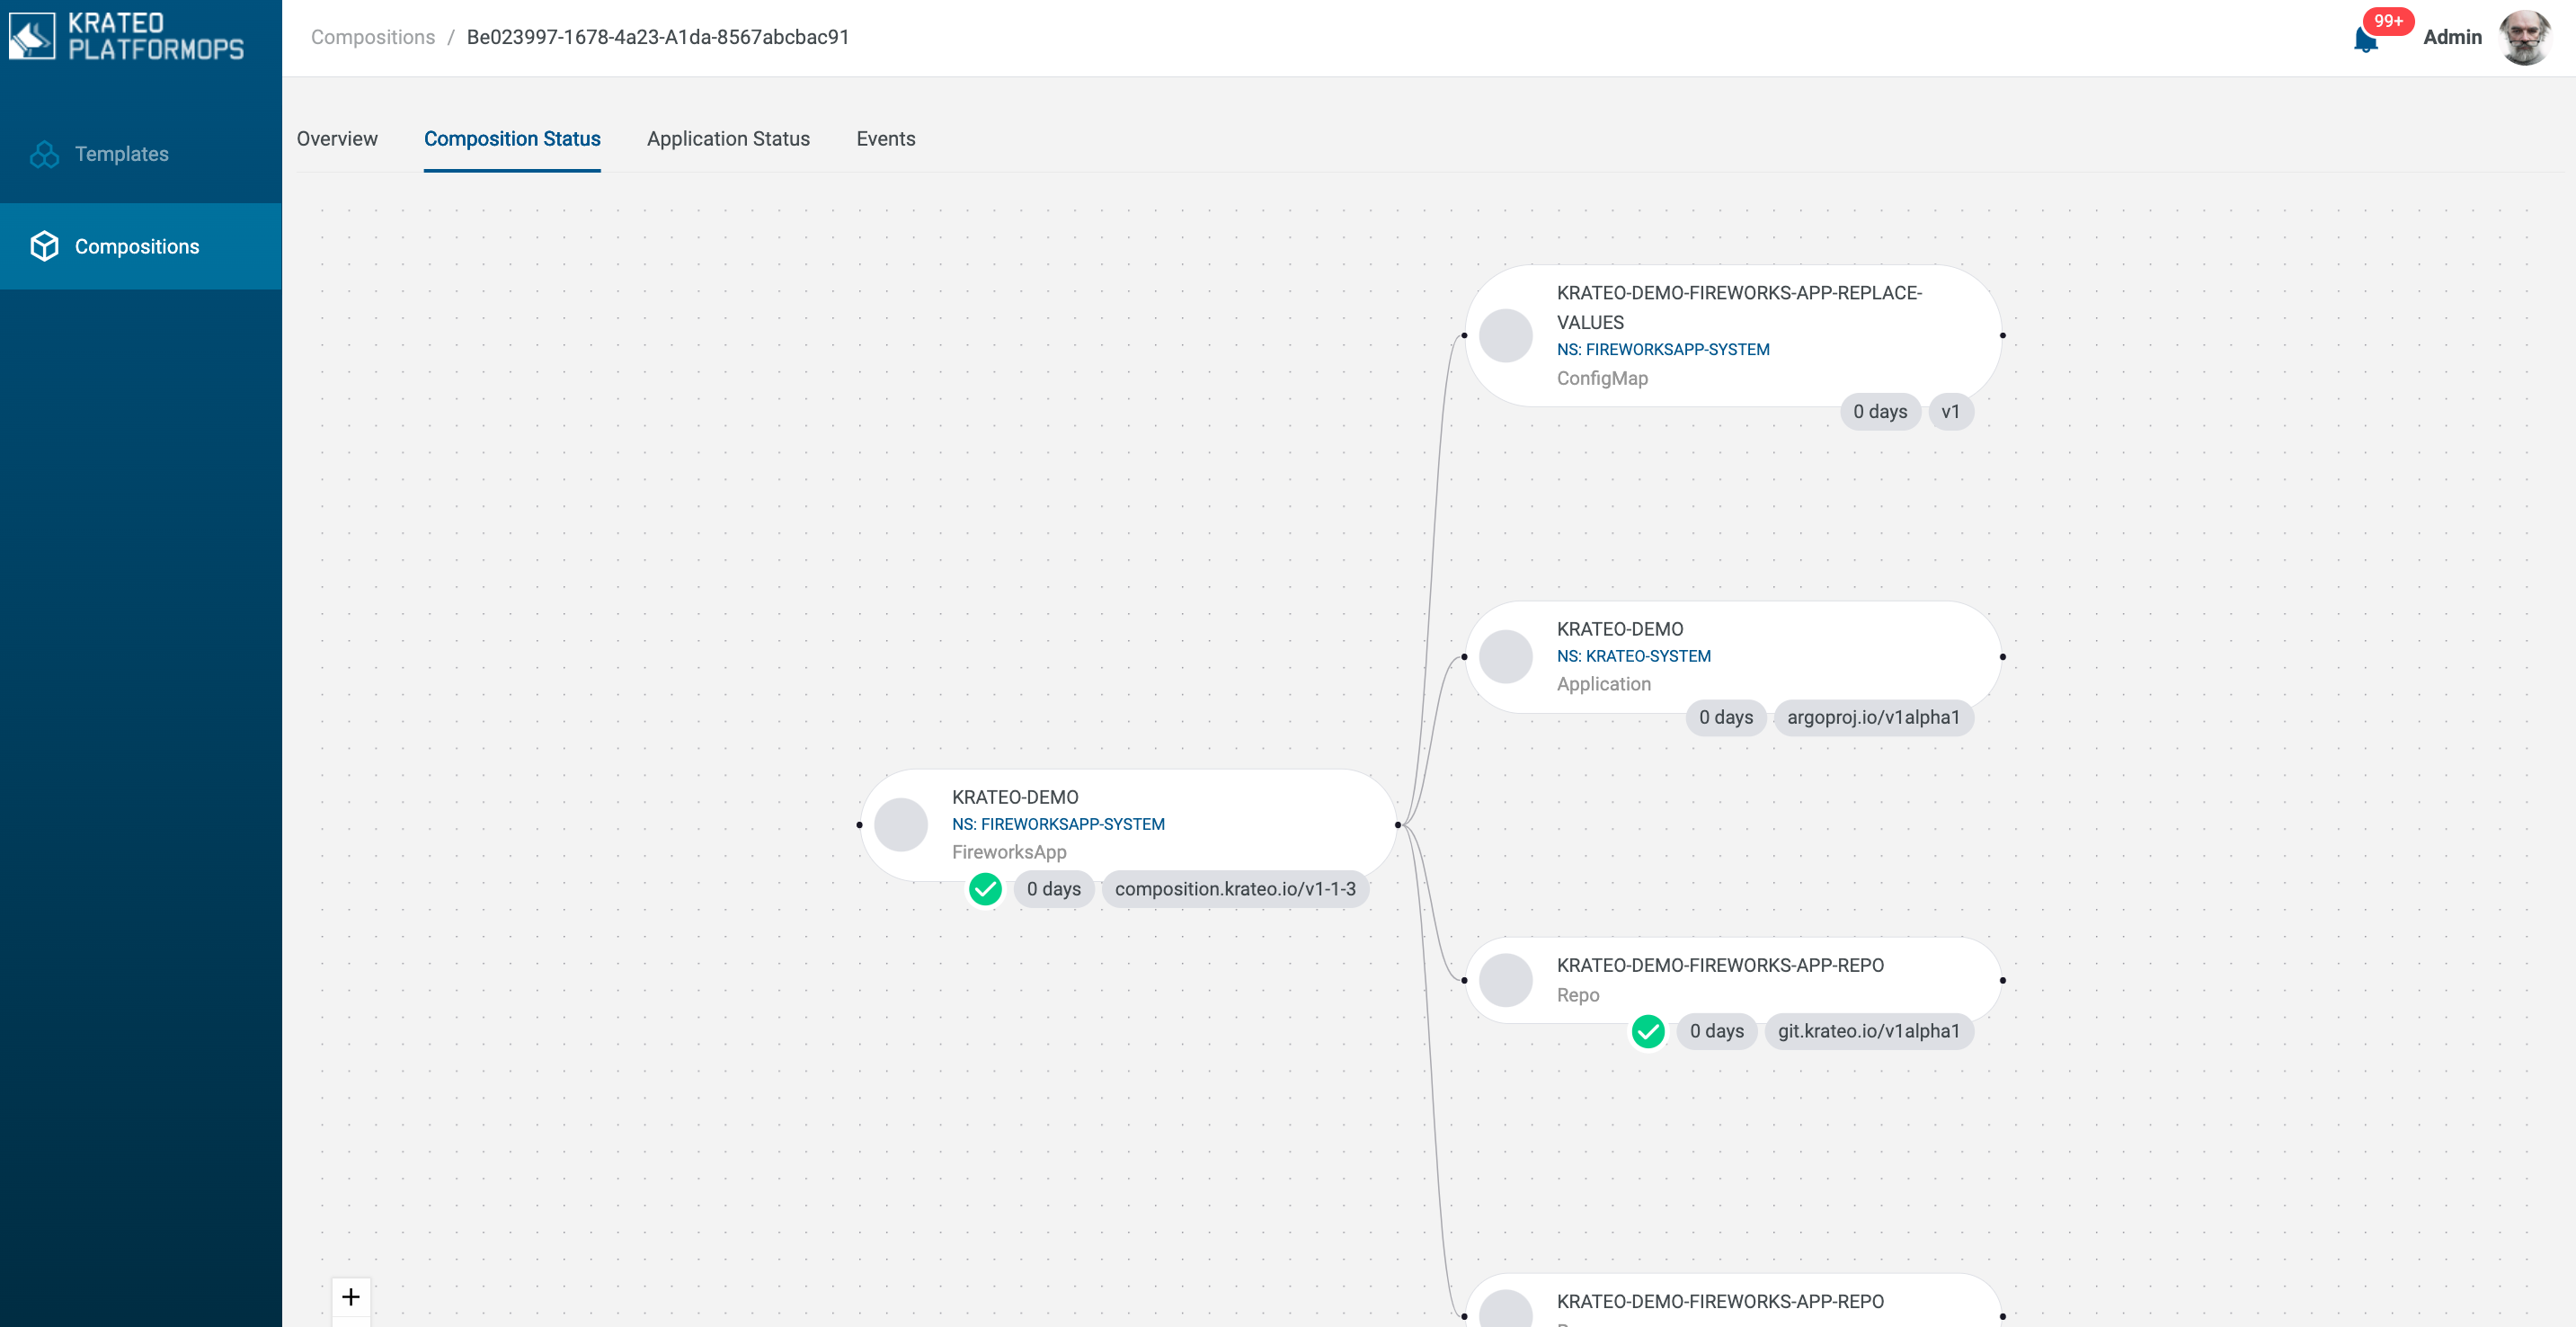 KRATEO
PLATFORMOPS
Compositions / Be023997-1678-4a23-A1da-8567abcbac91
99+
Admin
Templates
Compositions
Overview
Composition Status
Application Status
Events
KRATEO-DEMO-FIREWORKS-APP-REPLACE-
VALUES
NS: FIREWORKSAPP-SYSTEM
ConfigMap
0 days
v1
KRATEO-DEMO
NS: KRATEO-SYSTEM
Application
0 days
argoproj.io/v1alpha1
KRATEO-DEMO
NS: FIREWORKSAPP-SYSTEM
FireworksApp
0 days
composition.krateo.io/v1-1-3
KRATEO-DEMO-FIREWORKS-APP-REPO
Repo
0 days
git.krateo.io/v1alpha1
KRATEO-DEMO-FIREWORKS-APP-REPO
+